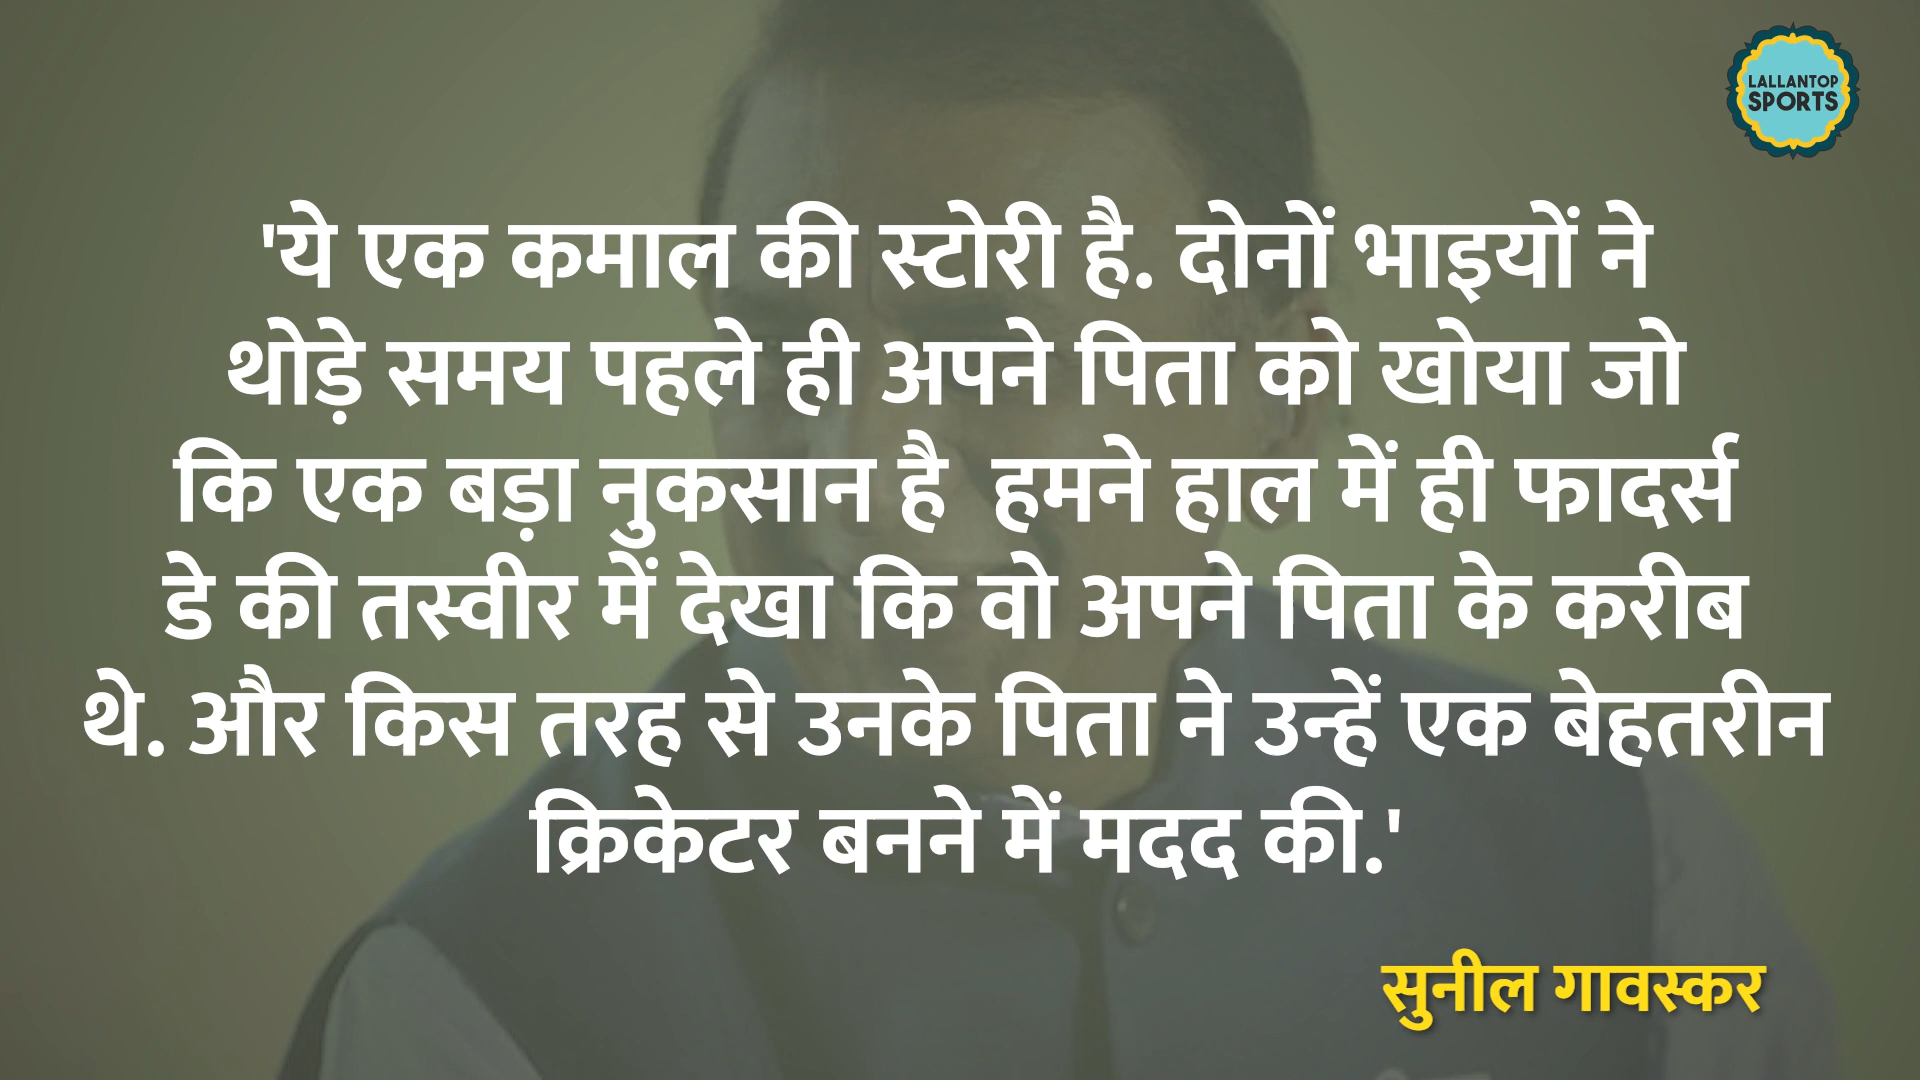 LALLANTOP
SPORTS
'ये एक कमाल की स्टोरी है. दोनों भाइयों ने
थोड़े समय पहले ही अपने पिता को खोया जो
कि एक बड़ा नुकसान है  हमने हाल में ही फादर्स
डे की तस्वीर में देखा कि वो अपने पिता के करीब
थे. और किस तरह से उनके पिता ने उन्हें एक बेहतरीन
क्रिकेटर बनने में मदद की.'
सुनील गावस्कर